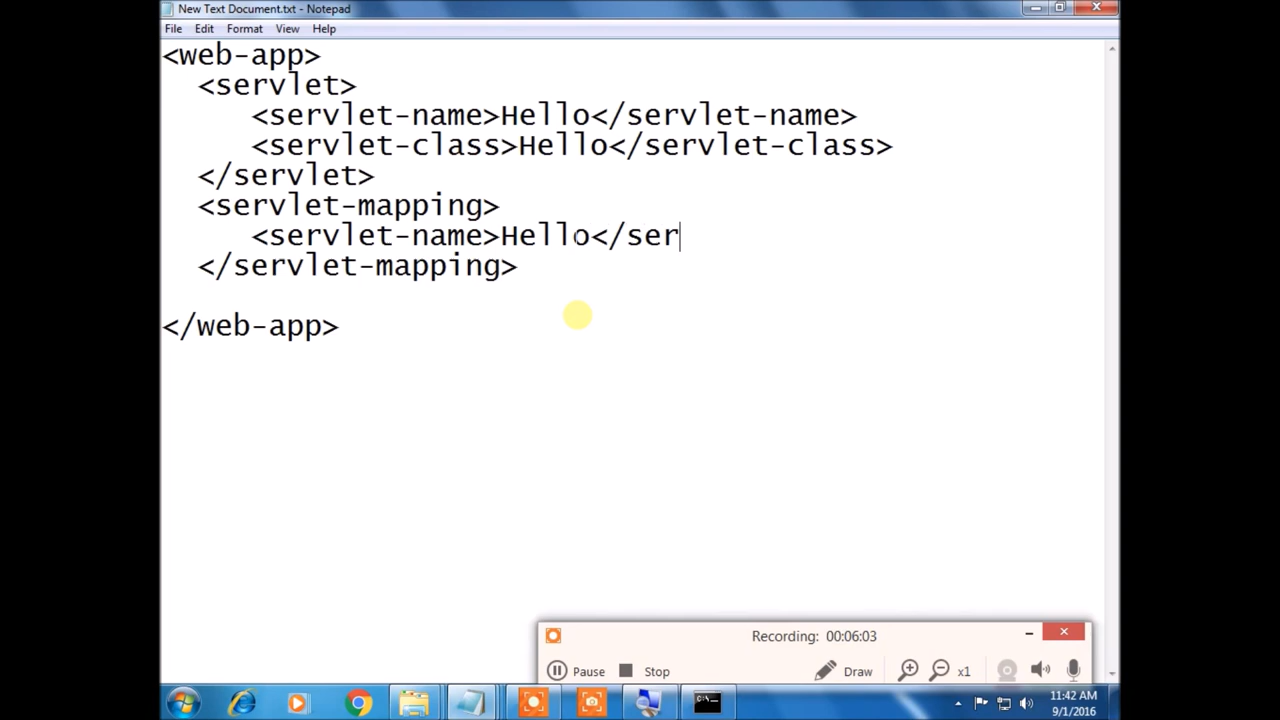 New Text Document.txt - Notepad
File Edit Format View Help
<web-app>
<servlet>
<servlet-name>Hello</servlet-name>
<servlet-class>Hello</servlet-class>
</servlet>
<servlet-mapping>
<servlet-name>Hello</ser
</servlet-mapping>
</web-app>
Recording: 00:06:03
Pause Stop Draw x1
11:42 AM
9/1/2016